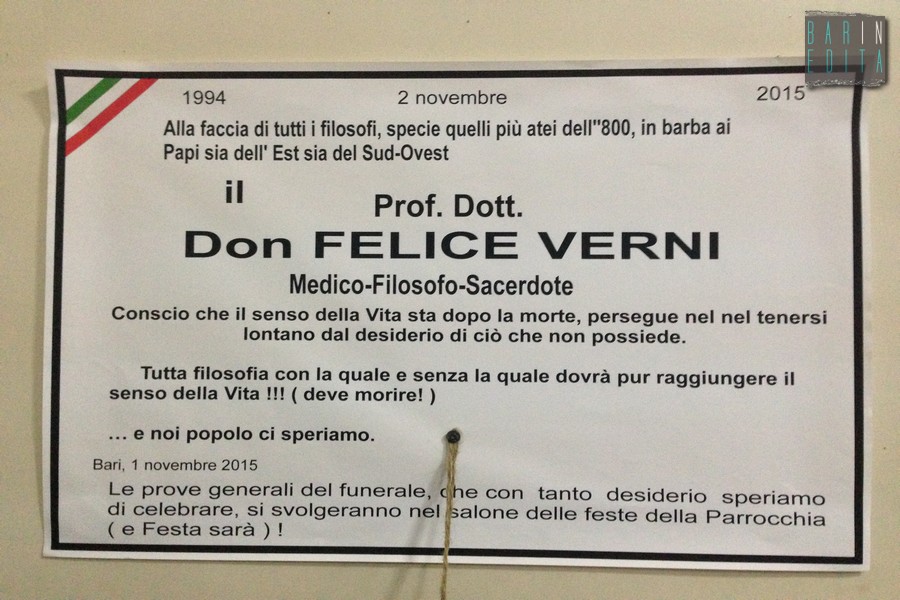 BARIN
EDITA
1994 2 novembre 2015
Alla faccia di tutti i filosofi, specie quelli più atei dell''800, in barba ai
Papi sia dell' Est sia del Sud-Ovest
il
Prof. Dott.
Don FELICE VERNI
Medico-Filosofo-Sacerdote
Conscio che il senso della Vita sta dopo la morte, persegue nel nel tenersi
lontano dal desiderio di ciò che non possiede.
Tutta filosofia con la quale e senza la quale dovrà pur raggiungere il
senso della Vita !!! ( deve morire! )
… e noi popolo ci speriamo.
Bari, 1 novembre 2015
Le prove generali del funerale, che con tanto desiderio speriamo
di celebrare, si svolgeranno nel salone delle feste della Parrocchia
( e Festa sarà ) !